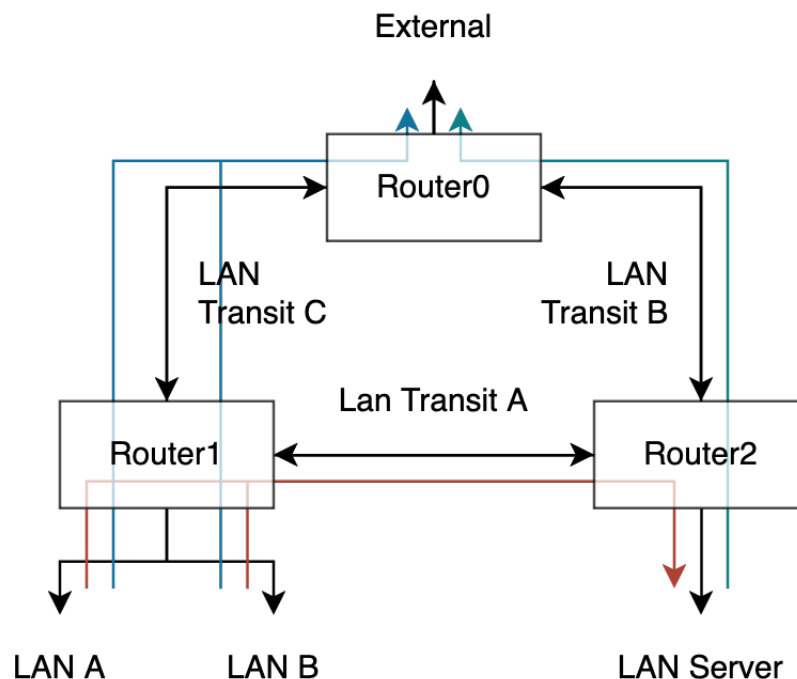 External
Router0
LAN
Transit C
LAN
Transit B
Lan Transit A
Router1
Router2
LAN A
LAN B
LAN Server